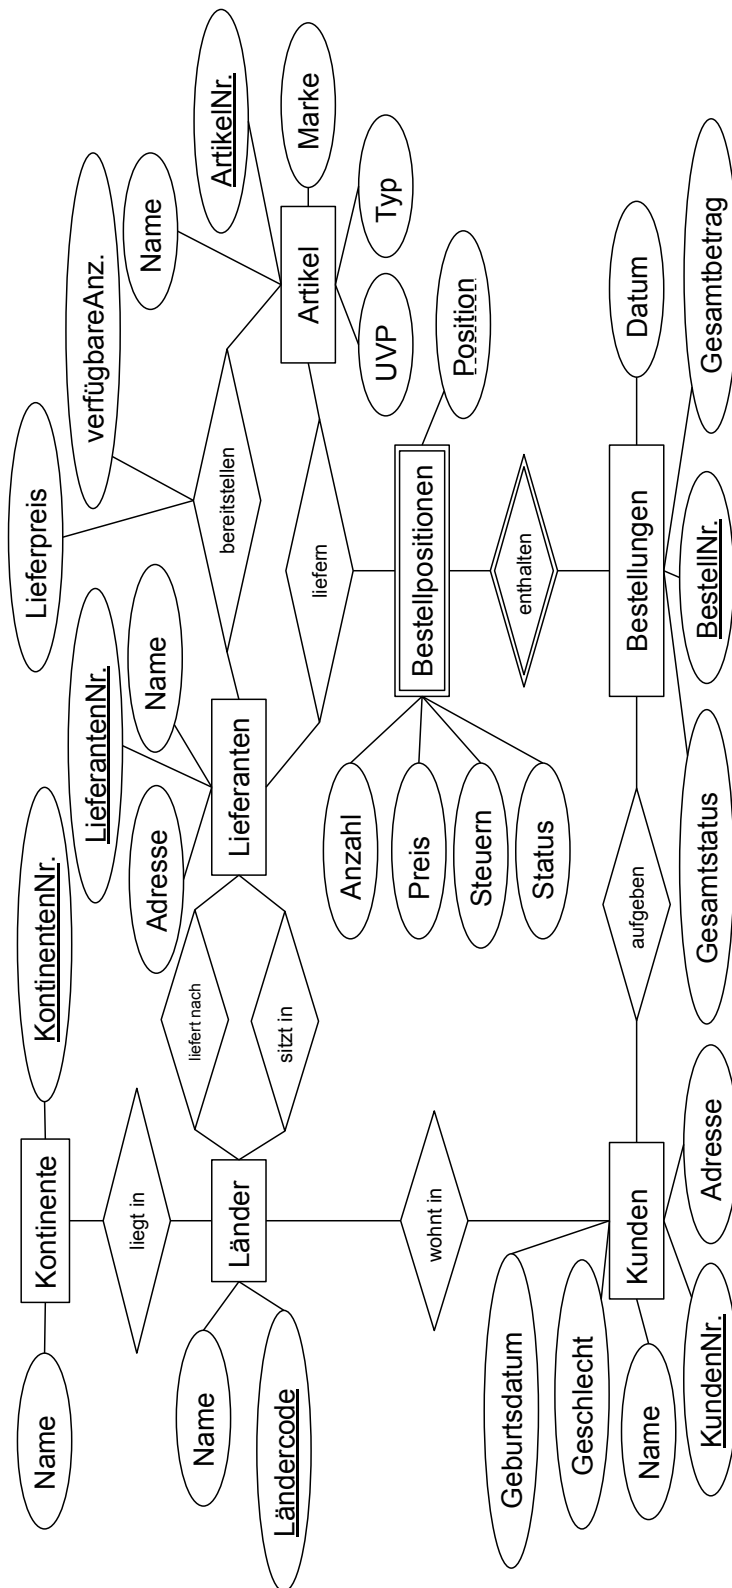 Name
Kontinente
KontinentenNr.
Lieferpreis
verfügbareAnz.
liegt in
LieferantenNr.
Name
Adresse
Name
ArtikelNr.
Name
Ländercode
Länder
liefert nach
sitzt in
Lieferanten
bereitstellen
liefern
Artikel
Marke
UVP
Typ
wohnt in
Anzahl
Preis
Steuern
Status
Bestellpositionen
Position
enthalten
Geburtsdatum
Geschlecht
Name
KundenNr.
Kunden
Adresse
aufgeben
Bestellungen
Datum
Gesamtstatus
BestellNr.
Gesamtbetrag